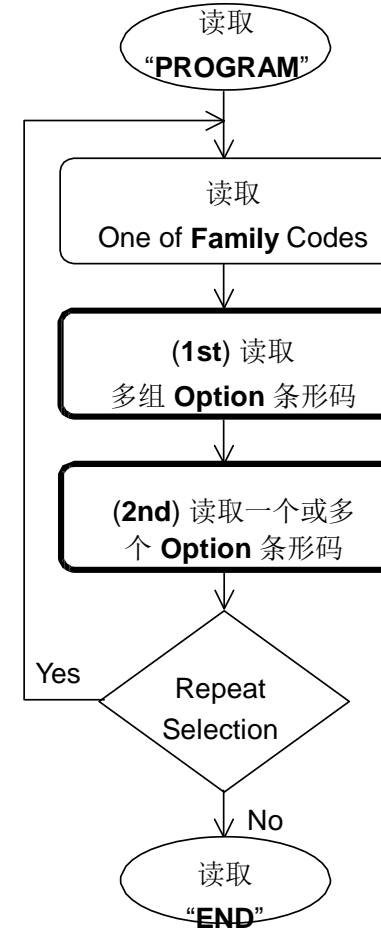 读取
“PROGRAM”
读取
One of Family Codes
(1st) 读取
多组 Option 条形码
(2nd) 读取一个或多
个 Option 条形码
Yes
Repeat
Selection
No
读取
“END”